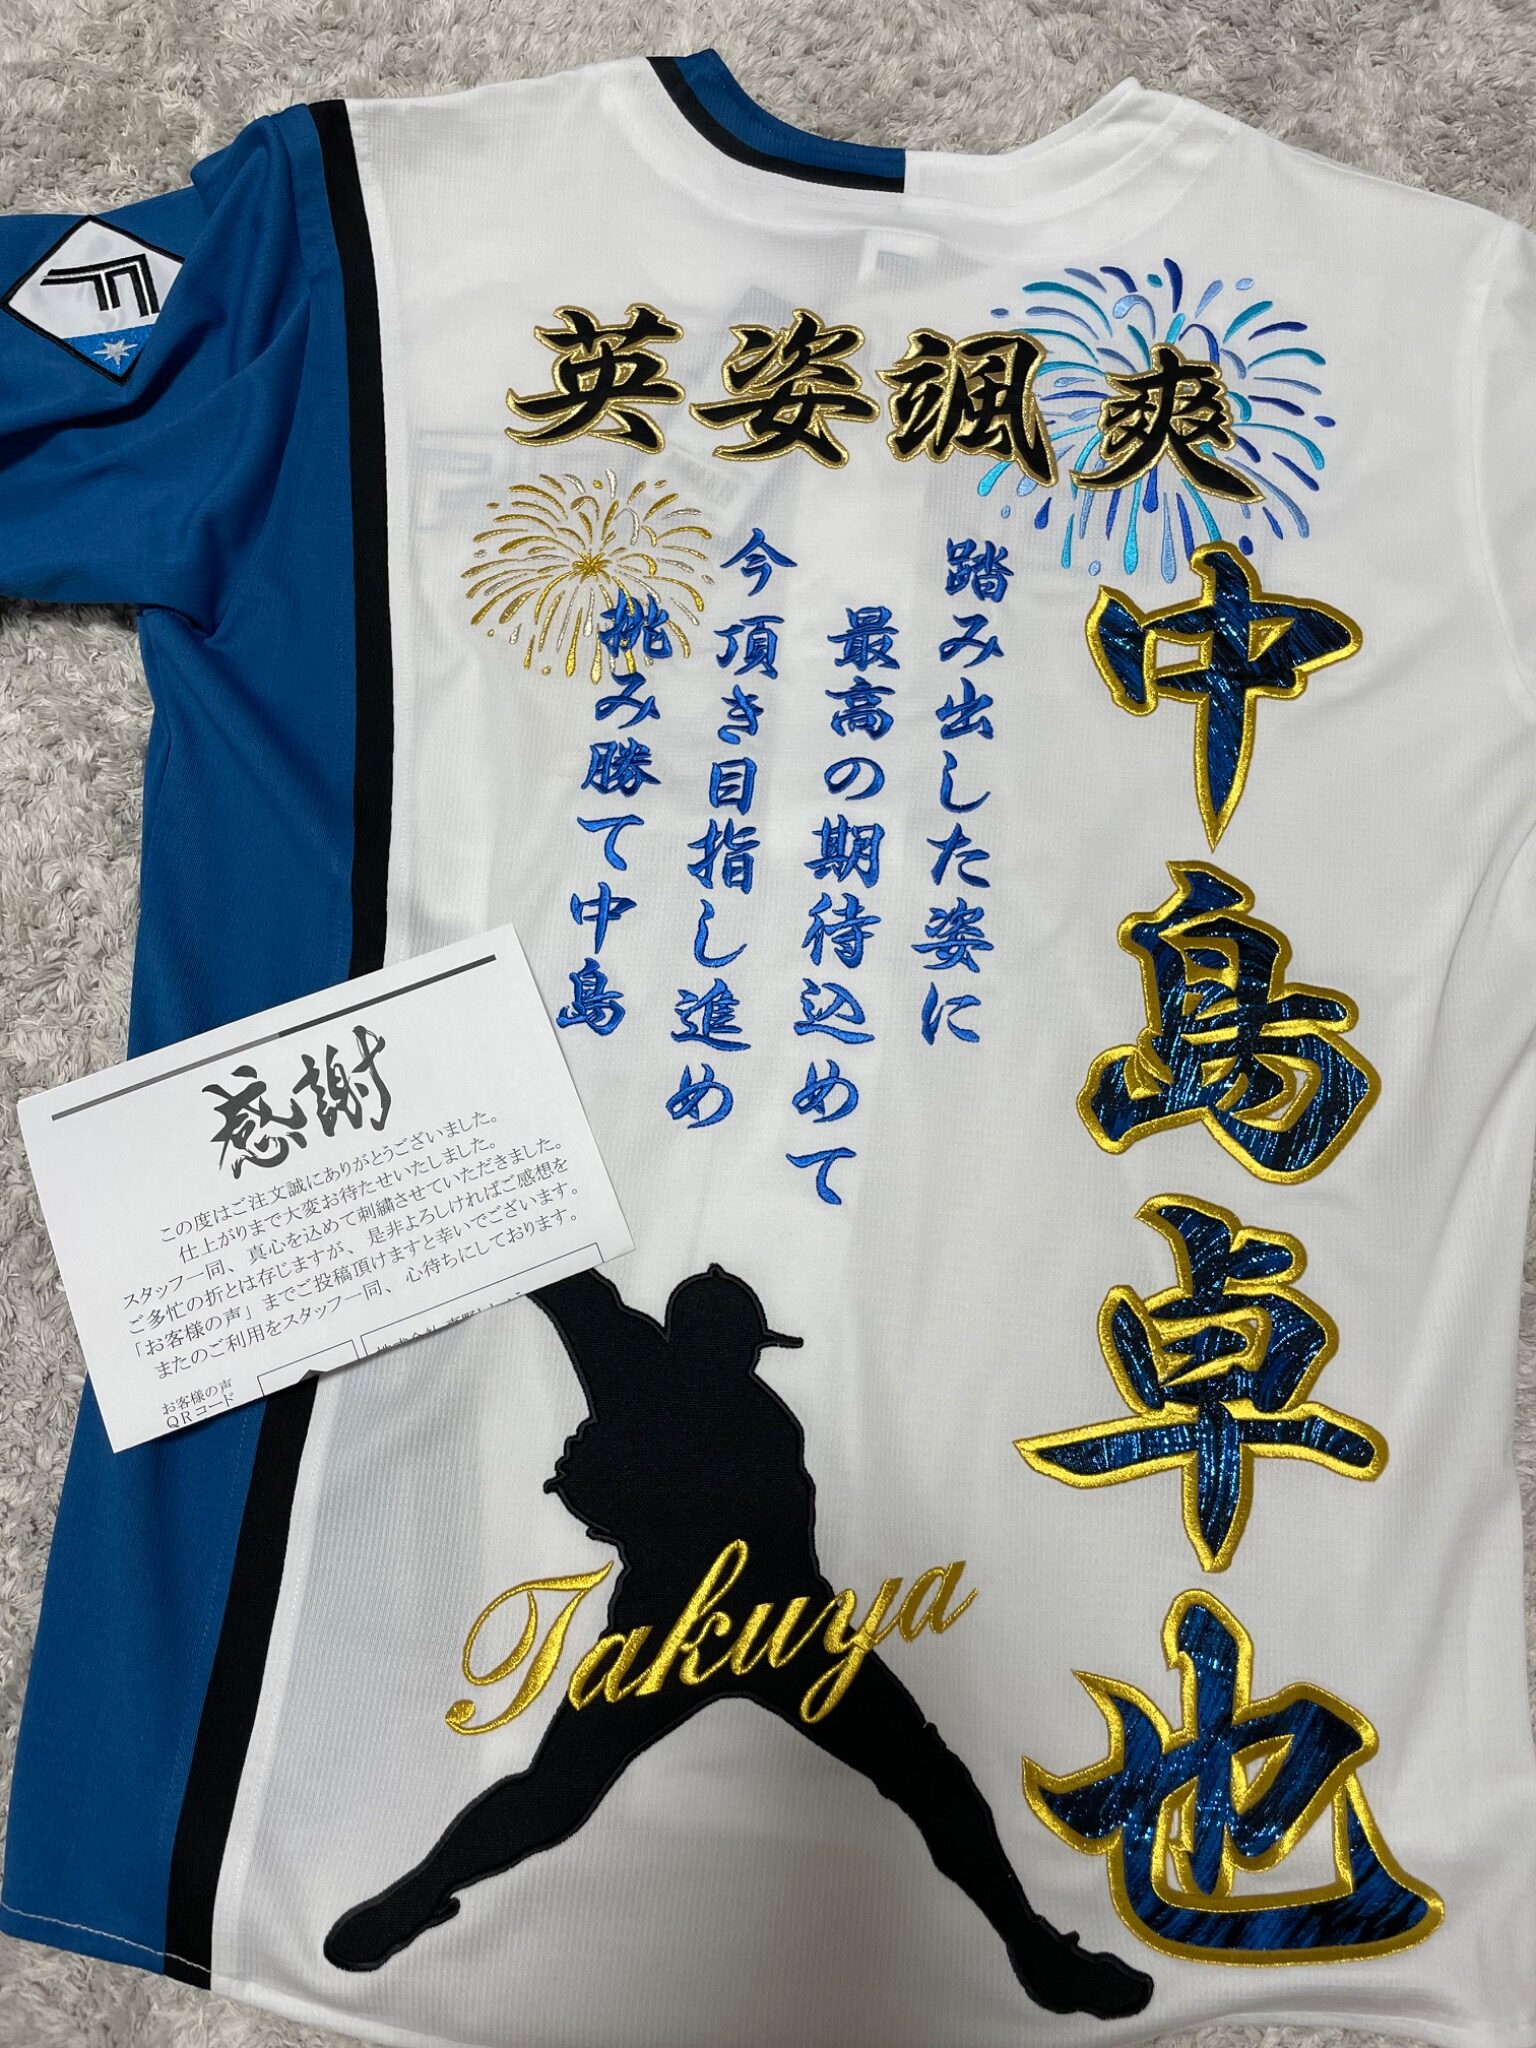 F
英姿颯爽
中島卓也
踏み出した姿に
最高の期待込めて
今頂き目指し進め
挑み勝て中島
Takuya
感謝
この度はご注文誠にありがとうございました。
仕上がりまで大変お待たせいたしました。
スタッフ一同、真心を込めて刺繍させていただきました。
ご多忙の折とは存じますが、是非よろしければご感想を
「お客様の声」までご投稿頂けますと幸いでございます。
またのご利用をスタッフ一同、心待ちにしております。
お客様の声
QRコード